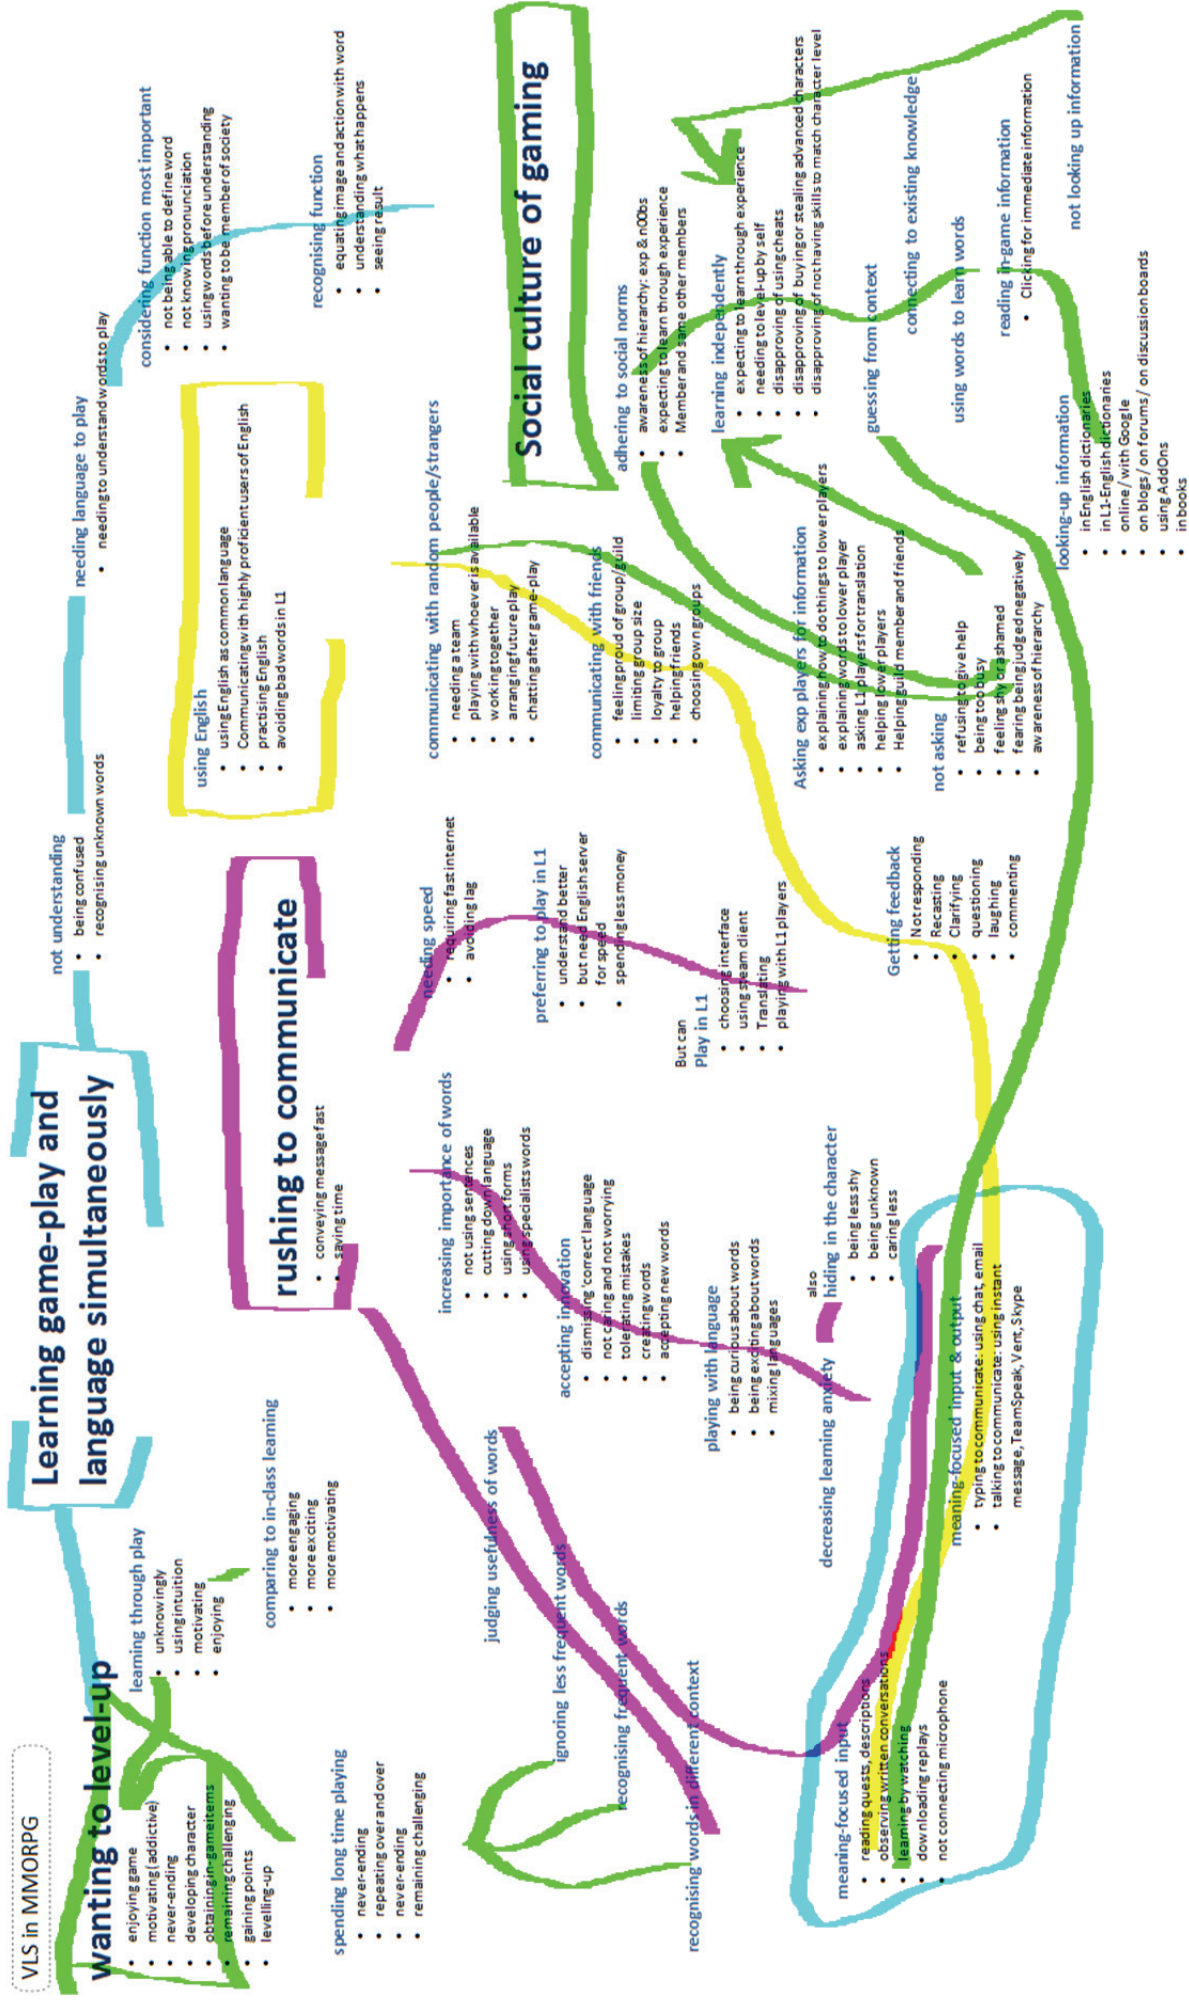 VLS in MMORPG
wanting to level-up
• enjoying game
• motivating (addictive)
• never-ending
• developing character
• obtaining in-game items
• remaining challenging
• gaining points
• levelling-up
spending long time playing
• never-ending
• repeating over and over
• never-ending
• remaining challenging
Learning game-play and
language simultaneously
learning through play
• unknowingly
• using intuition
• motivating
• enjoying
comparing to in-class learning
• more engaging
• more exciting
• more motivating
not understanding
• being confused
• recognising unknown words
needing language to play
• needing to understand words to play
considering function most important
• not being able to define word
• not knowing pronunciation
• using words before understanding
• wanting to be member of society
recognising function
• equating image and action with word
• understanding what happens
• seeing result
rushing to communicate
• conveying message fast
• saving time
judging usefulness of words
ignoring less frequent words
recognising frequent words
recognising words in different context
increasing importance of words
• not using sentences
• cutting down language
• using short forms
• using specialists words
accepting innovation
• dismissing 'correct' language
• not caring and not worrying
• tolerating mistakes
• creating words
• accepting new words
playing with language
• being curious about words
• being exciting about words
• mixing languages
decreasing learning anxiety
also
hiding in the character
• being less shy
• being unknown
• caring less
needing speed
• requiring fast internet
• avoiding lag
preferring to play in L1
• understand better
• but need English server
for speed
• spending less money
But can
Play in L1
• choosing interface
• using steam client
• Translating
• playing with L1 players
using English
• using English as common language
• Communicating with highly proficient users of English
• practising English
• avoiding bad words in L1
communicating with random people/strangers
• needing a team
• playing with whoever is available
• working together
• arranging future play
• chatting after game-play
communicating with friends
• feeling proud of group/guild
• limiting group size
• loyalty to group
• helping friends
• choosing own groups
Getting feedback
• Not responding
• Recasting
• Clarifying
• questioning
• laughing
• commenting
meaning-focused input
• reading quests, descriptions
• observing written conversations
• learning by watching
• downloading replays
• not connecting microphone
meaning-focused input & output
• typing to communicate: using chat, email
• talking to communicate: using instant
message, TeamSpeak, Vent, Skype
Social culture of gaming
adhering to social norms
• awareness of hierarchy: exp & n00bs
• expecting to learn through experience
• Member and same other members
learning independently
• expecting to learn through experience
• needing to level-up by self
• disapproving of using cheats
• disapproving of buying or stealing advanced characters
• disapproving of not having skills to match character level
Asking exp players for information
• explaining how to do things to lower players
• explaining words to lower player
• asking L1 players for translation
• helping lower players
• Helping guild member and friends
not asking
• refusing to give help
• being too busy
• feeling shy or ashamed
• fearing being judged negatively
• awareness of hierarchy
guessing from context
connecting to existing knowledge
using words to learn words
reading in-game information
• Clicking for immediate information
looking-up information
• in English dictionaries
• in L1-English dictionaries
• online/ with Google
• on blogs/ on forums/ on discussion boards
• using AddOns
• in books
not looking up information